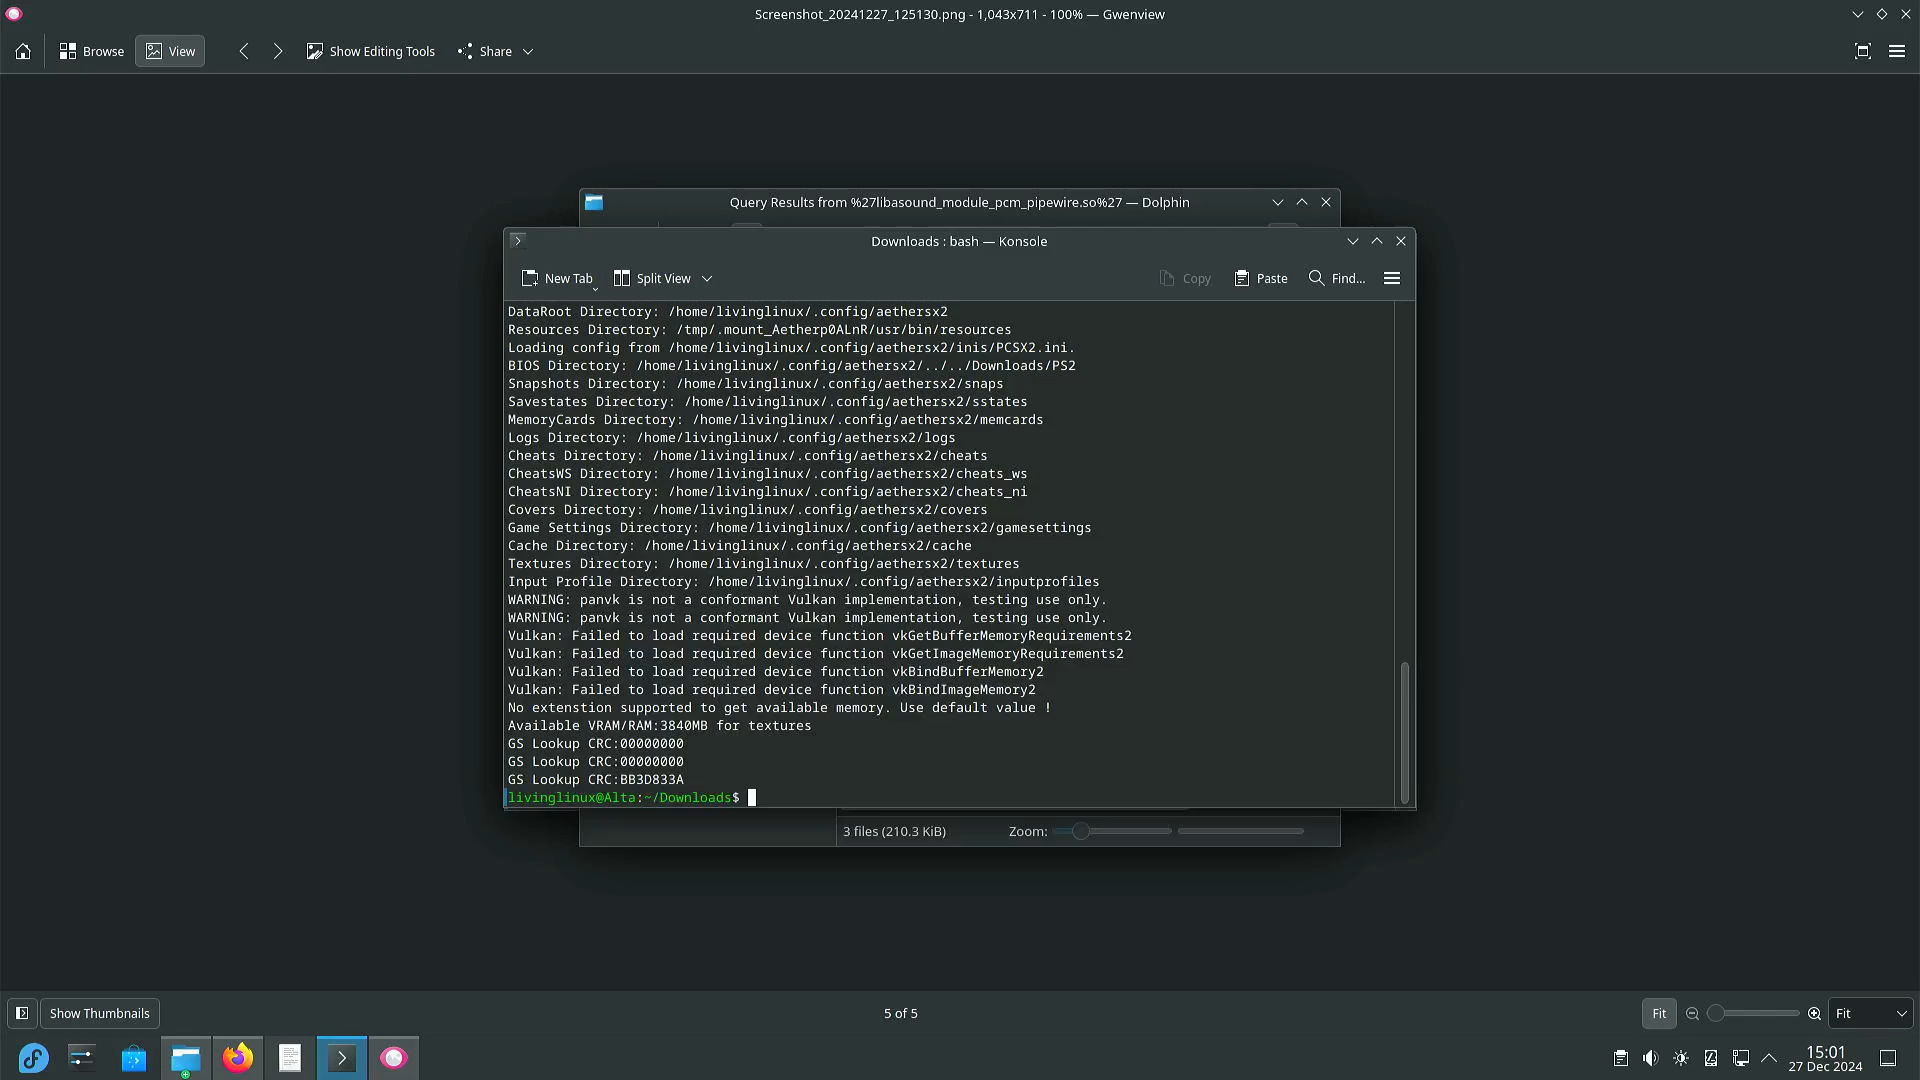 Screenshot_20241227_125130.png - 1,043x711 - 100% — Gwenview
Browse
View
Show Editing Tools
Share
Query Results from %27libasound_module_pcm_pipewire.so%27 — Dolphin
Downloads : bash — Konsole
New Tab
Split View
Copy
Paste
Find...
DataRoot Directory: /home/livinglinux/.config/aethersx2
Resources Directory: /tmp/.mount_Aetherp0ALnR/usr/bin/resources
Loading config from /home/livinglinux/.config/aethersx2/inis/PCSX2.ini.
BIOS Directory: /home/livinglinux/.config/aethersx2/../../Downloads/PS2
Snapshots Directory: /home/livinglinux/.config/aethersx2/snaps
Savestates Directory: /home/livinglinux/.config/aethersx2/sstates
MemoryCards Directory: /home/livinglinux/.config/aethersx2/memcards
Logs Directory: /home/livinglinux/.config/aethersx2/logs
Cheats Directory: /home/livinglinux/.config/aethersx2/cheats
CheatsWS Directory: /home/livinglinux/.config/aethersx2/cheats_ws
CheatsNI Directory: /home/livinglinux/.config/aethersx2/cheats_ni
Covers Directory: /home/livinglinux/.config/aethersx2/covers
Game Settings Directory: /home/livinglinux/.config/aethersx2/gamesettings
Cache Directory: /home/livinglinux/.config/aethersx2/cache
Textures Directory: /home/livinglinux/.config/aethersx2/textures
Input Profile Directory: /home/livinglinux/.config/aethersx2/inputprofiles
WARNING: panvk is not a conformant Vulkan implementation, testing use only.
WARNING: panvk is not a conformant Vulkan implementation, testing use only.
Vulkan: Failed to load required device function vkGetBufferMemoryRequirements2
Vulkan: Failed to load required device function vkGetImageMemoryRequirements2
Vulkan: Failed to load required device function vkBindBufferMemory2
Vulkan: Failed to load required device function vkBindImageMemory2
No extenstion supported to get available memory. Use default value !
Available VRAM/RAM:3840MB for textures
GS Lookup CRC:00000000
GS Lookup CRC:00000000
GS Lookup CRC:BB3D833A
livinglinux@Alta:~/Downloads$
3 files (210.3 KiB)
Zoom:
Show Thumbnails
5 of 5
Fit
Fit
15:01
27 Dec 2024